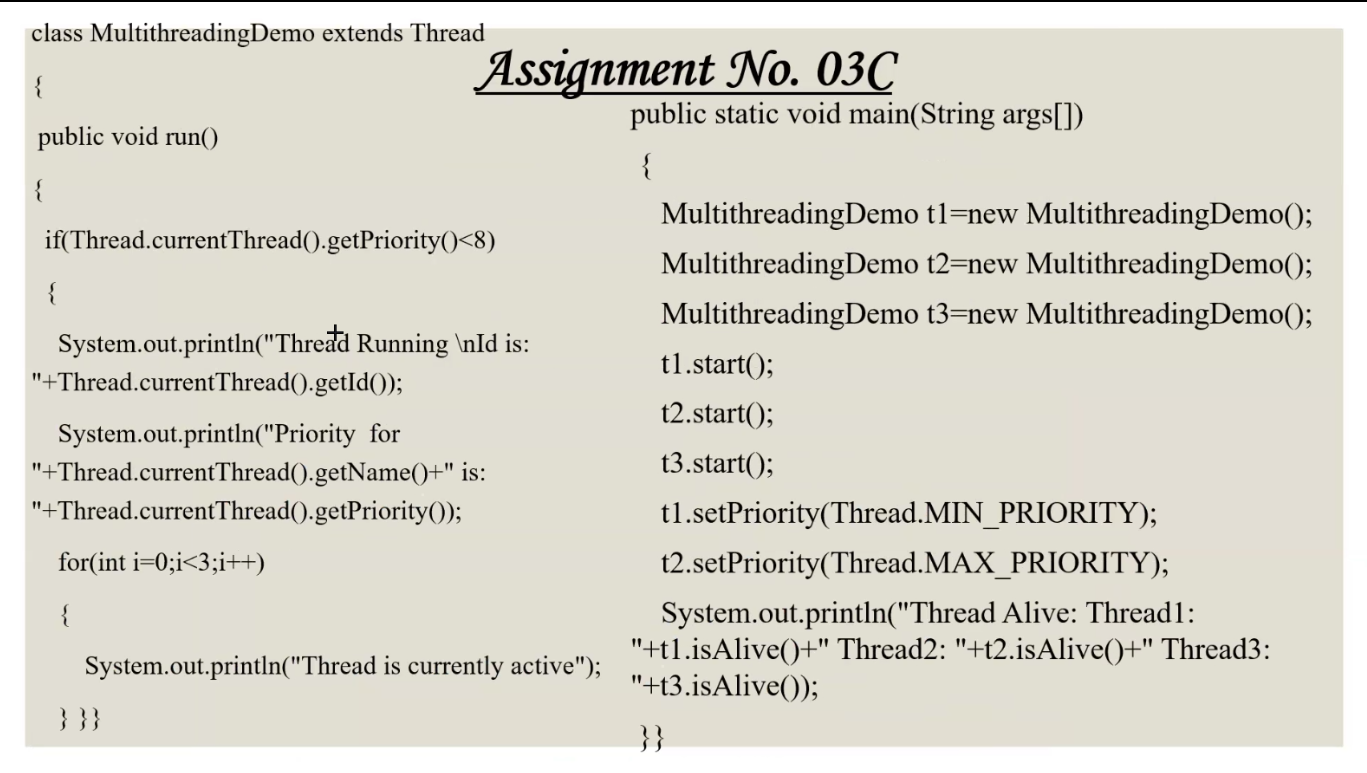 Assignment No. 03C
class MultithreadingDemo extends Thread
{
public void run()
{
if(Thread.currentThread().getPriority()<8)
{
System.out.println("Thread Running \nId is:
"+Thread.currentThread().getId());
System.out.println("Priority for
"+Thread.currentThread().getName()+" is:
"+Thread.currentThread().getPriority());
for(int i=0;i<3;i++)
{
System.out.println("Thread is currently active");
} }}
public static void main(String args[])
{
MultithreadingDemo t1=new MultithreadingDemo();
MultithreadingDemo t2=new MultithreadingDemo();
MultithreadingDemo t3=new MultithreadingDemo();
t1.start();
t2.start();
t3.start();
t1.setPriority(Thread.MIN_PRIORITY);
t2.setPriority(Thread.MAX_PRIORITY);
System.out.println("Thread Alive: Thread1:
"+t1.isAlive()+" Thread2: "+t2.isAlive()+" Thread3:
"+t3.isAlive());
}}